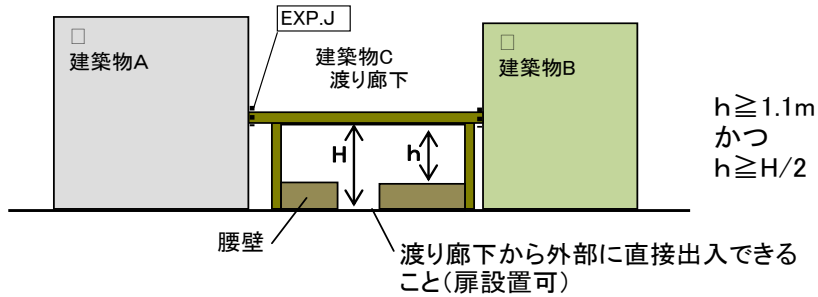 EXP.J
□
建築物A
建築物C
渡り廊下
□
建築物B
H
h
h≧1.1m
かつ
h≧H/2
腰壁
渡り廊下から外部に直接出入できる
こと(扉設置可)